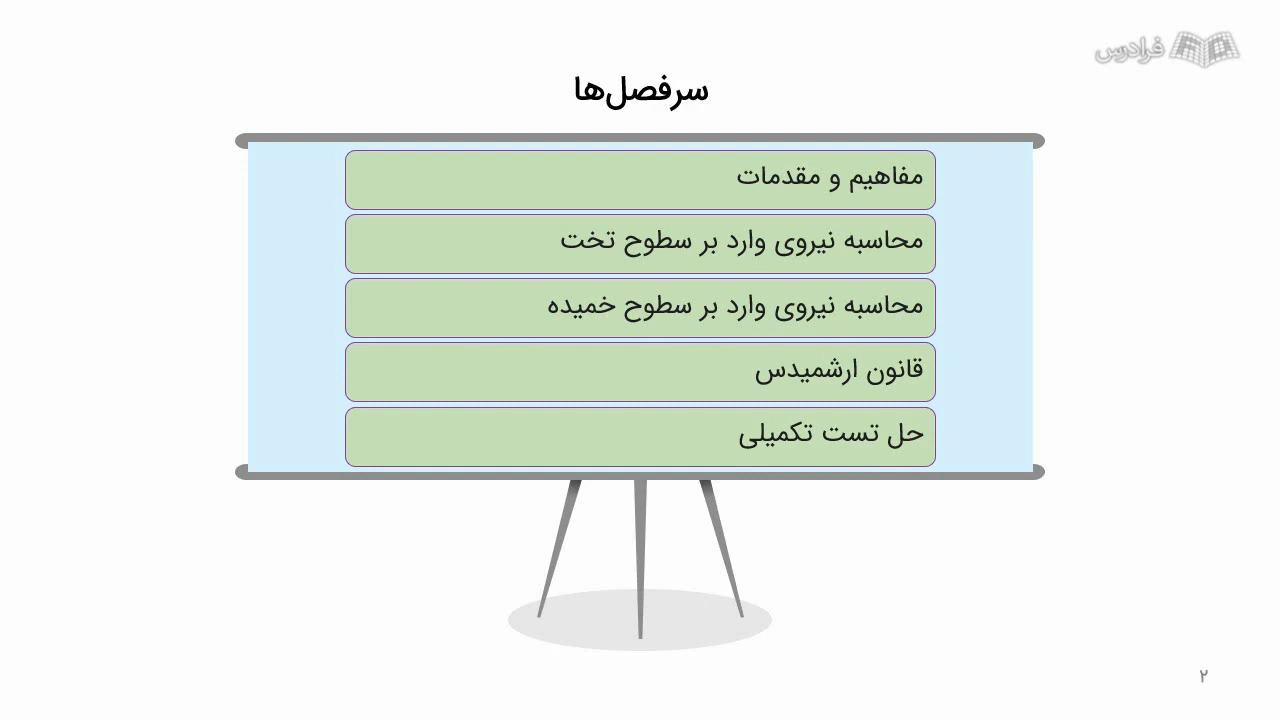 فرادرس
سرفصل‌ها
مفاهیم و مقدمات
محاسبه نیروی وارد بر سطوح تخت
محاسبه نیروی وارد بر سطوح خمیده
قانون ارشمیدس
حل تست تکمیلی
۲